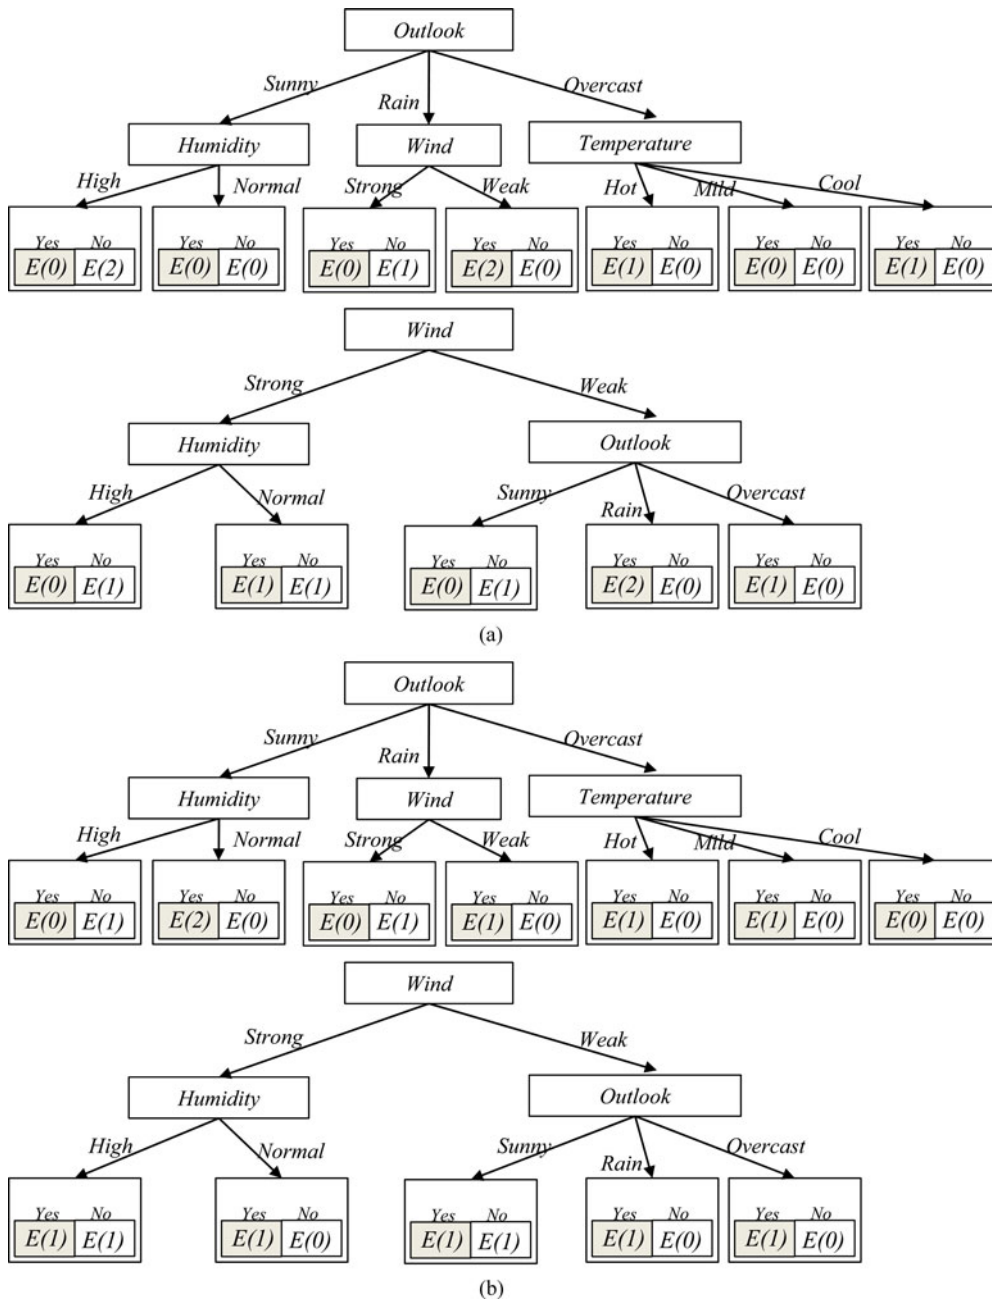 Outlook
Sunny Rain Overcast
Humidity Wind Temperature
High Normal Strong Weak Hot Mild Cool
Yes No Yes No Yes No Yes No Yes No Yes No Yes No
E(0) E(2) E(0) E(0) E(0) E(1) E(2) E(0) E(1) E(0) E(0) E(0) E(1) E(0)
Wind
Strong Weak
Humidity Outlook
High Normal Sunny Rain Overcast
Yes No Yes No Yes No Yes No Yes No
E(0) E(1) E(1) E(1) E(0) E(1) E(2) E(0) E(1) E(0)
(a)
Outlook
Sunny Rain Overcast
Humidity Wind Temperature
High Normal Strong Weak Hot Mild Cool
Yes No Yes No Yes No Yes No Yes No Yes No Yes No
E(0) E(1) E(2) E(0) E(0) E(1) E(1) E(0) E(1) E(0) E(1) E(0) E(0) E(0)
Wind
Strong Weak
Humidity Outlook
High Normal Sunny Rain Overcast
Yes No Yes No Yes No Yes No Yes No
E(1) E(1) E(1) E(0) E(1) E(1) E(1) E(0) E(1) E(0)
(b)